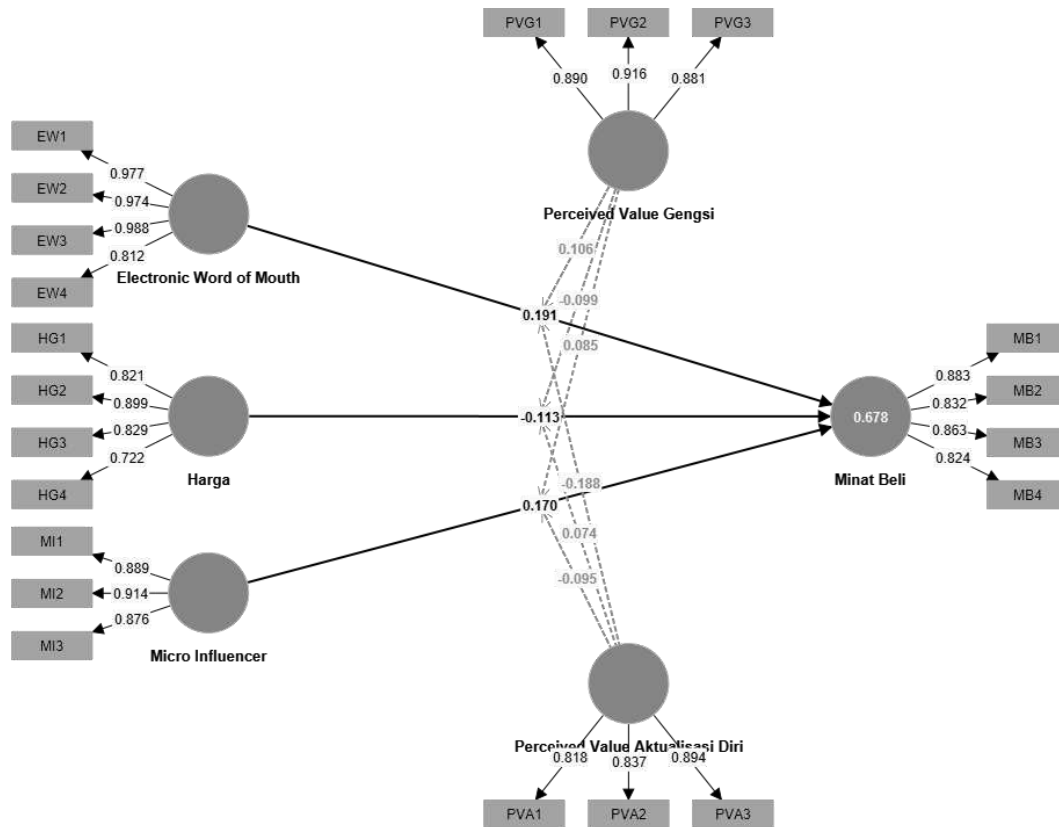 PVG1 PVG2 PVG3
0.890 0.916 0.881
Perceived Value Gengsi
EW1
EW2
EW3
EW4
0.977
0.974
0.988
0.812
Electronic Word of Mouth
HG1
HG2
HG3
HG4
0.821
0.899
0.829
0.722
Harga
MI1
MI2
MI3
0.889
0.914
0.876
Micro Influencer
0.106
-0.099
0.191
0.085
-0.113
-0.188
0.170
0.074
-0.095
0.678
Minat Beli
0.883
0.832
0.863
0.824
MB1
MB2
MB3
MB4
Perceived Value Aktualisasi Diri
0.818 0.837 0.894
PVA1 PVA2 PVA3